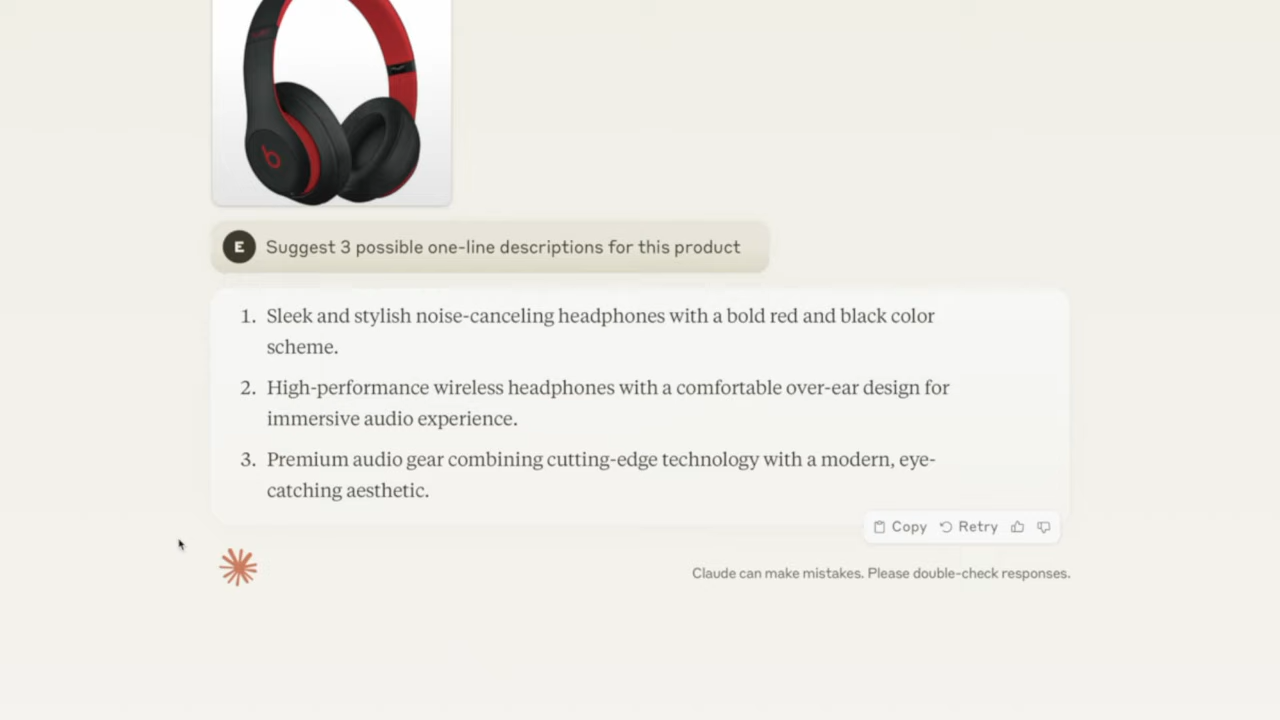 E
Suggest 3 possible one-line descriptions for this product
1. Sleek and stylish noise-canceling headphones with a bold red and black color
scheme.
2. High-performance wireless headphones with a comfortable over-ear design for
immersive audio experience.
3. Premium audio gear combining cutting-edge technology with a modern, eye-
catching aesthetic.
Copy Retry
Claude can make mistakes. Please double-check responses.